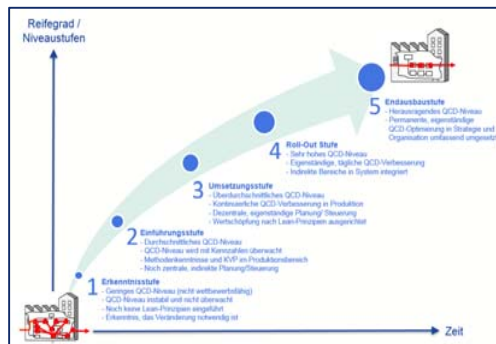 Reifegrad /
Niveaustufen
5 Endausbaustufe
- Herausragendes QCD-Niveau
- Permanente, eigenständige
QCD-Optimierung in Strategie und
Organisation umfassend umgesetzt
4 Roll-Out Stufe
- Sehr hohes QCD-Niveau
- Eigenständige, tägliche QCD-Verbesserung
- Indirekte Bereiche in System integriert
3 Umsetzungsstufe
- Überdurchschnittliches QCD-Niveau
- Kontinuierliche QCD-Verbesserung in Produktion
- Dezentrale, eigenständige Planung/ Steuerung
- Wertschöpfung nach Lean-Prinzipien ausgerichtet
2 Einführungsstufe
- Durchschnittliches QCD-Niveau
- QCD-Niveau wird mit Kennzahlen überwacht
- Methodenkenntnisse und KVP im Produktionsbereich
- Noch zentrale, indirekte Planung/Steuerung
1 Erkenntnisstufe
- Geringes QCD-Niveau (nicht wettbewerbsfähig)
- QCD-Niveau instabil und nicht überwacht
- Noch keine Lean-Prinzipien eingeführt
- Erkenntnis, das Veränderung notwendig ist
Zeit